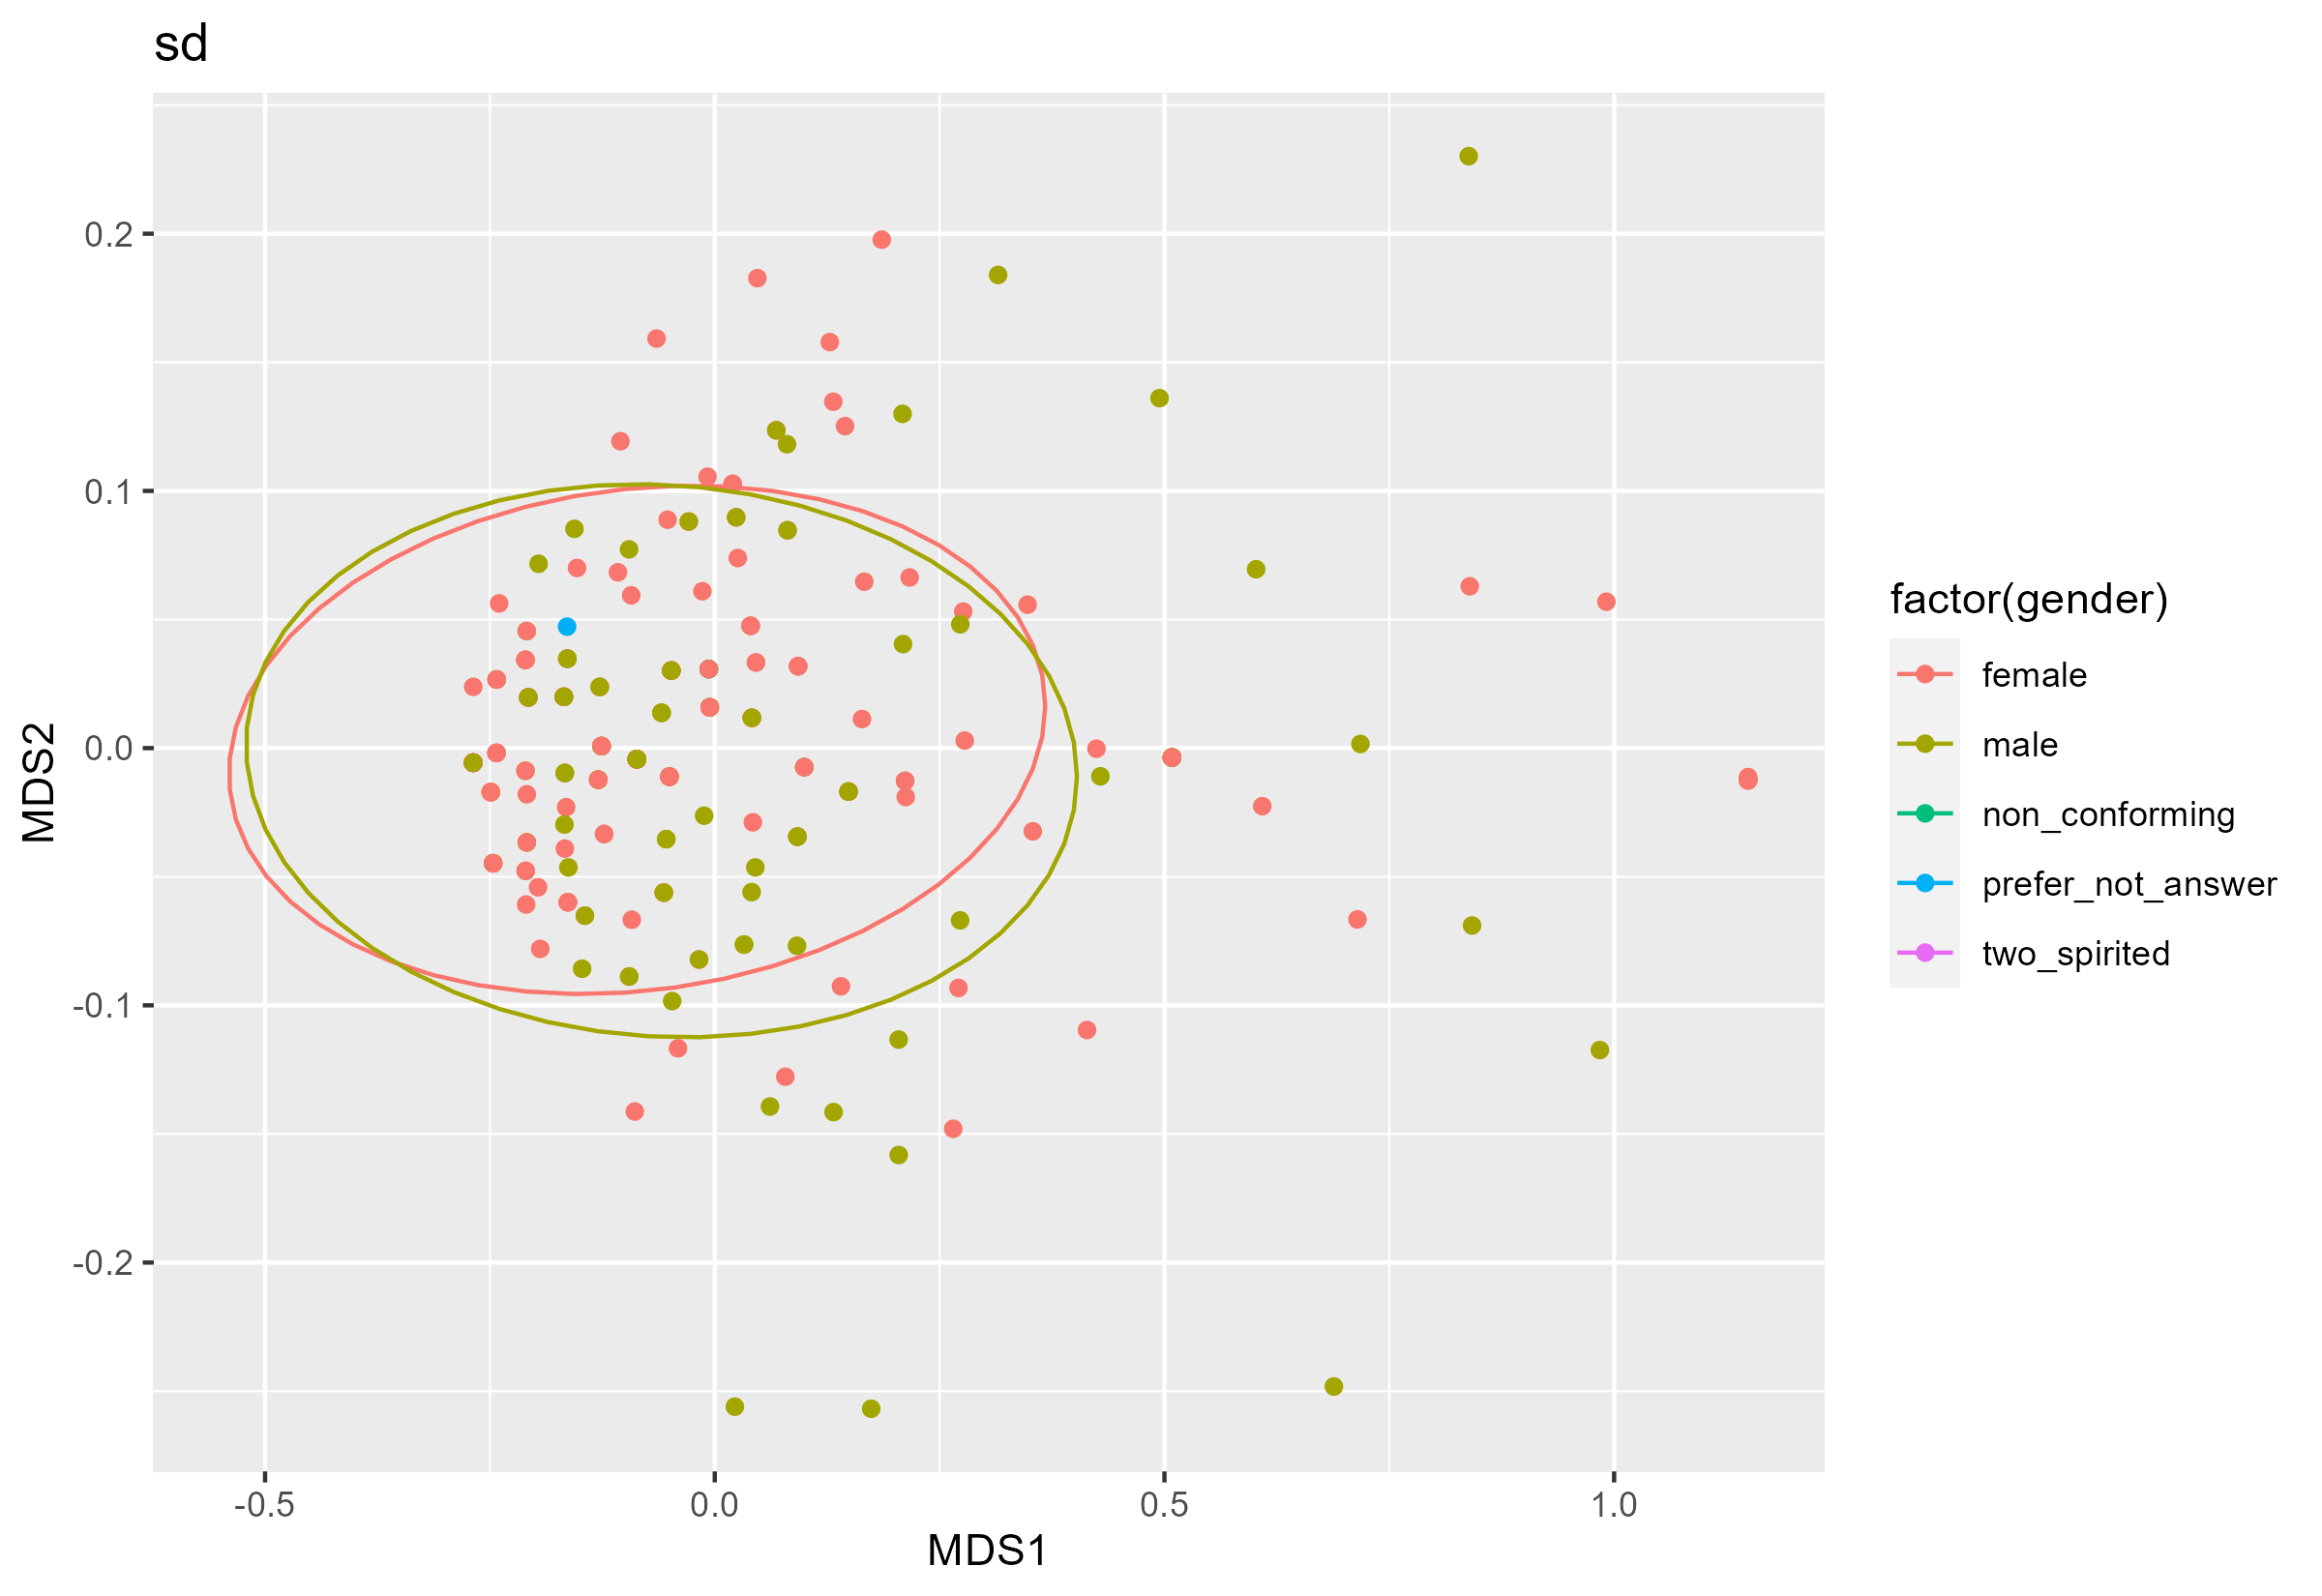 sd
0.2
0.1
0.0
-0.1
-0.2
MDS2
-0.5
0.0
0.5
1.0
MDS1
factor(gender)
female
male
non_conforming
prefer_not_answer
two_spirited